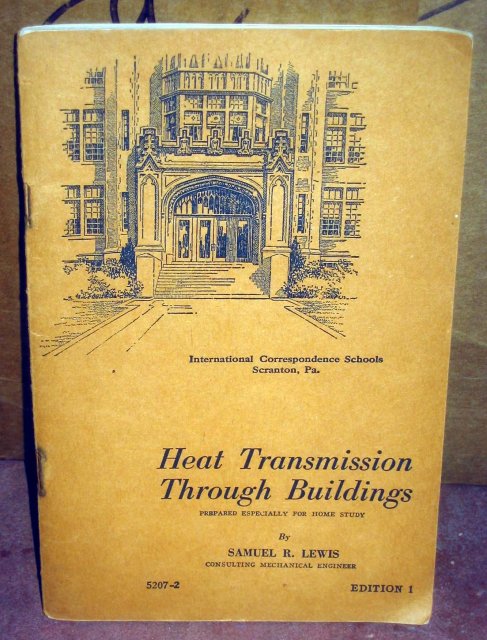 International Correspondence Schools
Scranton, Pa.
Heat Transmission
Through Buildings
PREPARED ESPECIALLY FOR HOME STUDY
By
SAMUEL R. LEWIS
CONSULTING MECHANICAL ENGINEER
5207-2
EDITION 1